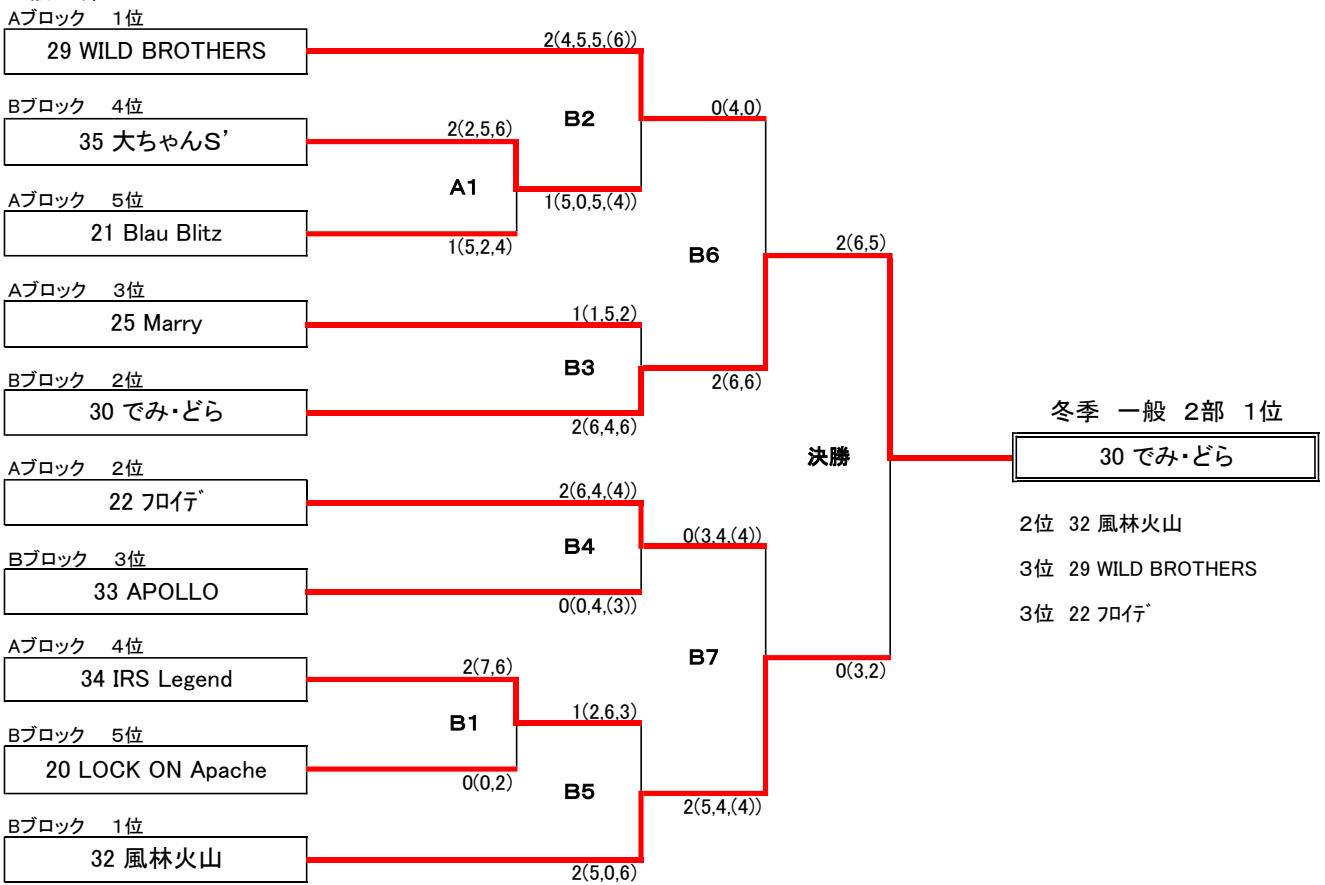 Aブロック 1位
29 WILD BROTHERS
2(4,5,5,(6))
Bブロック 4位
35 大ちゃんS’
2(2,5,6)
B2
0(4,0)
A1
1(5,0,5,(4))
Aブロック 5位
21 Blau Blitz
1(5,2,4)
B6
2(6,5)
Aブロック 3位
25 Marry
1(1,5,2)
B3
2(6,6)
Bブロック 2位
30 でみ・どら
2(6,4,6)
冬季 一般 2部 1位
30 でみ・どら
決勝
Aブロック 2位
22 フロイデ
2(6,4,(4))
2位 32 風林火山
B4
0(3,4,(4))
Bブロック 3位
33 APOLLO
0(0,4,(3))
3位 29 WILD BROTHERS
3位 22 フロイデ
Aブロック 4位
34 IRS Legend
2(7,6)
B7
0(3,2)
B1
1(2,6,3)
Bブロック 5位
20 LOCK ON Apache
0(0,2)
B5
2(5,4,(4))
Bブロック 1位
32 風林火山
2(5,0,6)